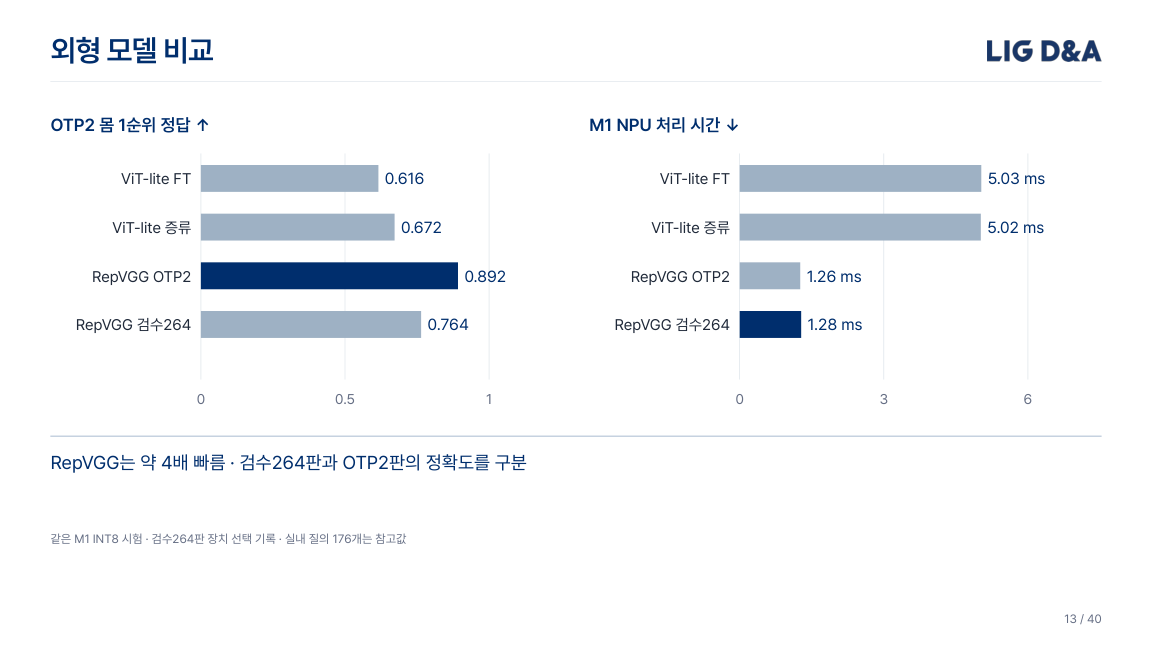 외형 모델 비교
LIG D&A
OTP2 몸 1순위 정답 ↑
ViT-lite FT
0.616
ViT-lite 증류
0.672
RepVGG OTP2
0.892
RepVGG 검수264
0.764
0
0.5
1
M1 NPU 처리 시간 ↓
ViT-lite FT
5.03 ms
ViT-lite 증류
5.02 ms
RepVGG OTP2
1.26 ms
RepVGG 검수264
1.28 ms
0
3
6
RepVGG는 약 4배 빠름 · 검수264판과 OTP2판의 정확도를 구분
같은 M1 INT8 시험 · 검수264판 장치 선택 기록 · 실내 질의 176개는 참고값
13 / 40